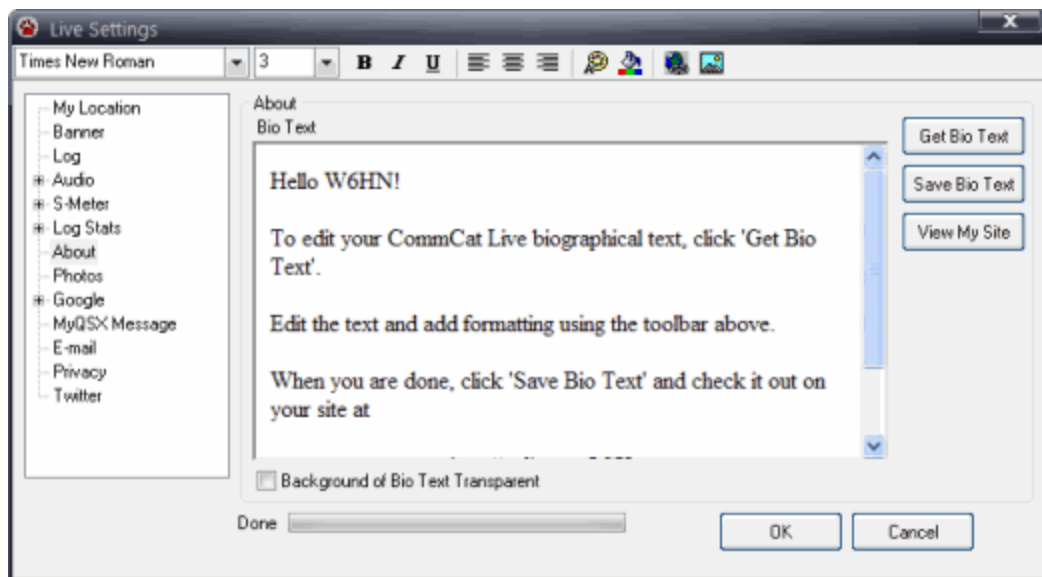 Live Settings
x
Times New Roman
3
B I U
My Location
Banner
Log
Audio
S-Meter
Log Stats
About
Photos
Google
MyQSX Message
E-mail
Privacy
Twitter
About
Bio Text
Hello W6HN!
To edit your CommCat Live biographical text, click 'Get Bio
Text'.
Edit the text and add formatting using the toolbar above.
When you are done, click 'Save Bio Text' and check it out on
your site at
Background of Bio Text Transparent
Get Bio Text
Save Bio Text
View My Site
Done
OK
Cancel